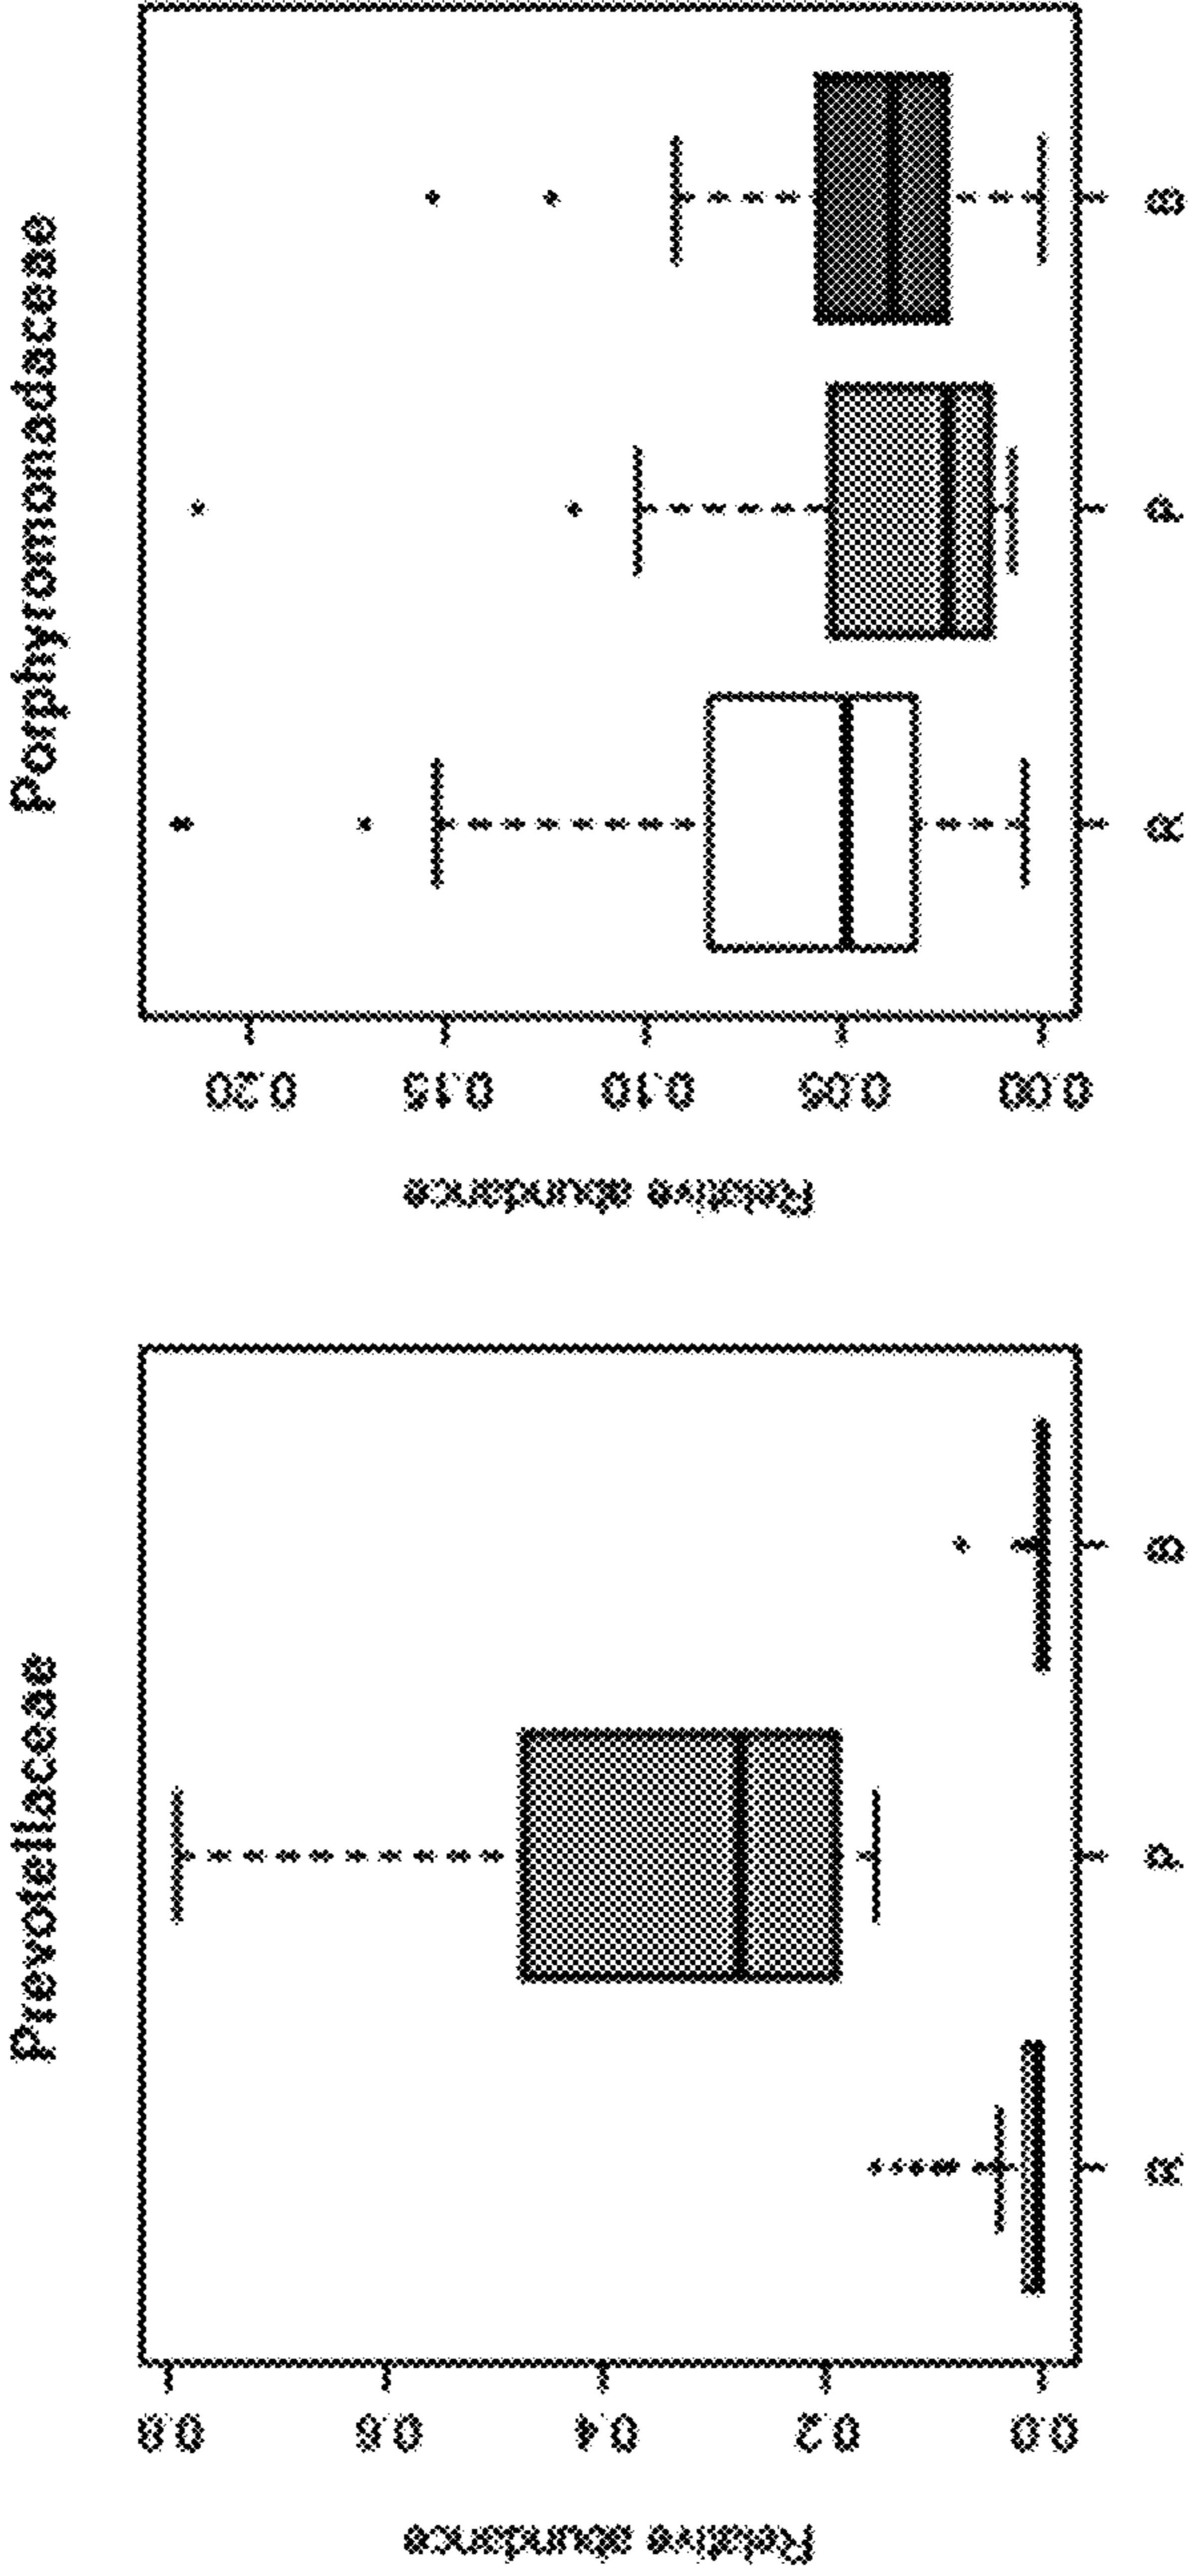 Prevotellaceae
Relative abundance
0.8
0.6
0.4
0.2
0.0
R
P
B
Porphyromonadaceae
Relative abundance
0.20
0.15
0.10
0.05
0.00
R
P
B